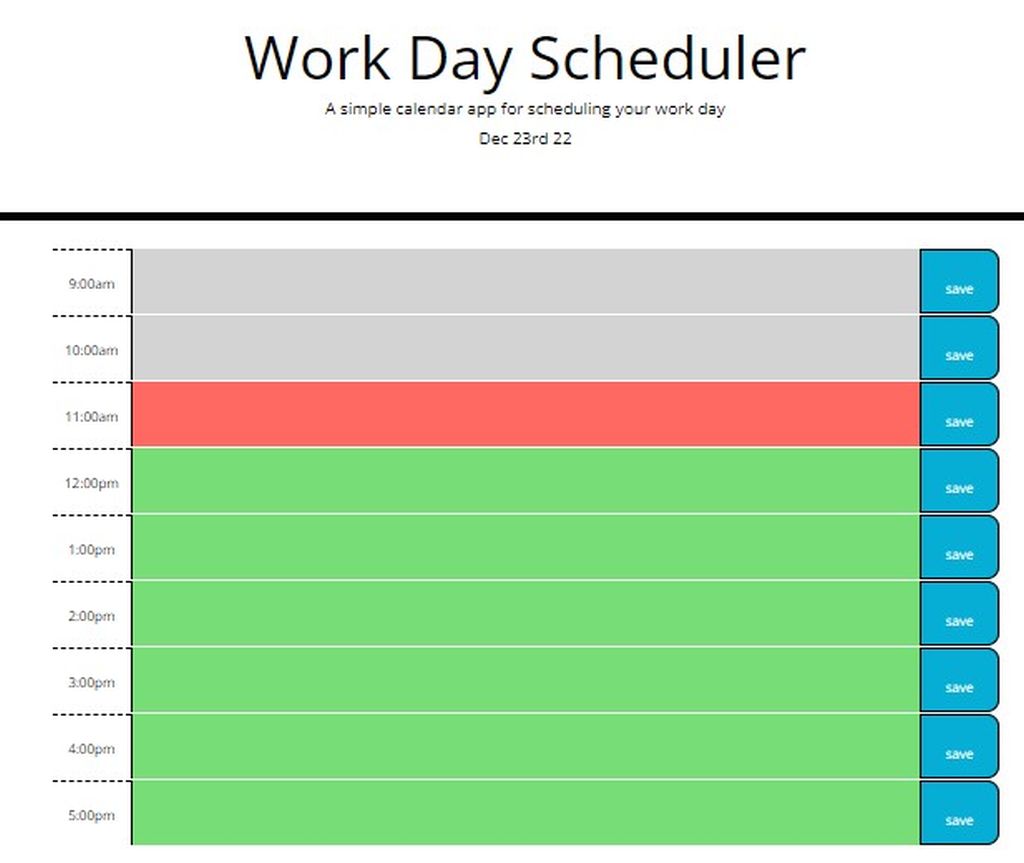 Work Day Scheduler
A simple calendar app for scheduling your work day
Dec 23rd 22
9:00am save
10:00am save
11:00am save
12:00pm save
1:00pm save
2:00pm save
3:00pm save
4:00pm save
5:00pm save